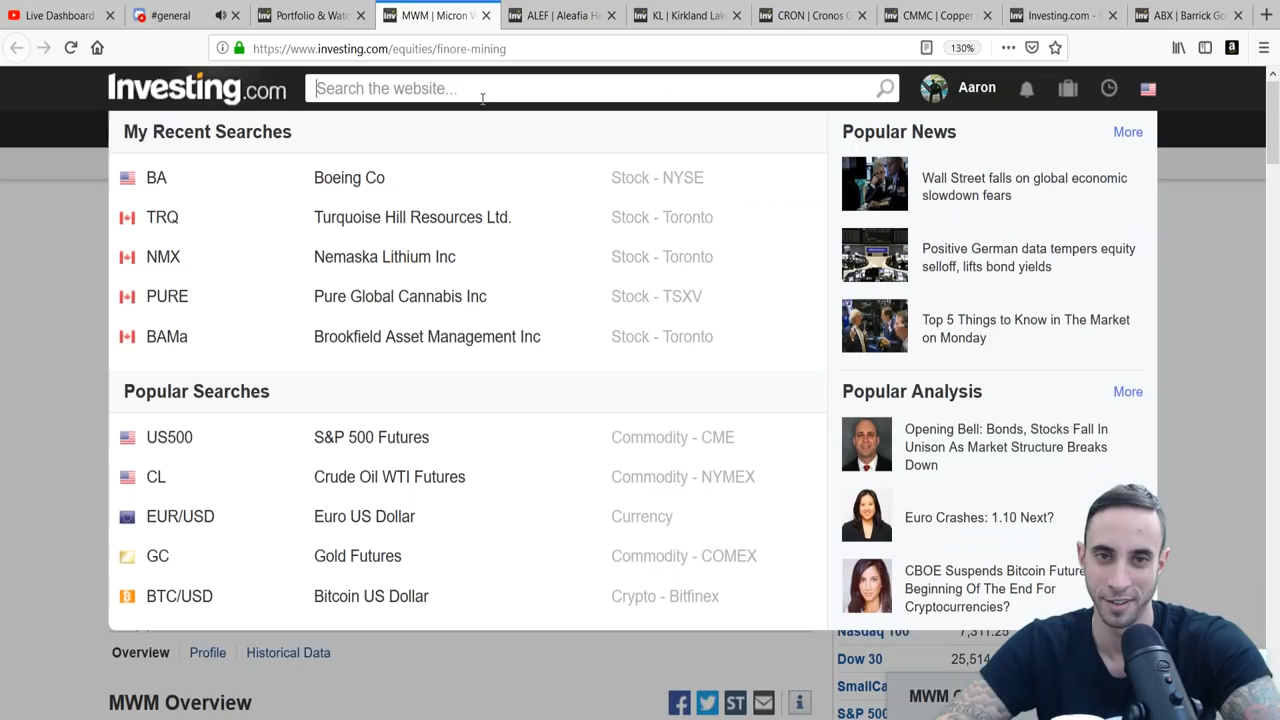 Live Dashboard
#general
Portfolio & Watc
MWM | Micron W
ALEF | Aleafia He
KL | Kirkland Lak
CRON | Cronos G
CMMC | Copper
Investing.com - S
ABX | Barrick Go
https://www.investing.com/equities/finore-mining
130%
Investing.com
Search the website...
Aaron
My Recent Searches
BA Boeing Co Stock - NYSE
TRQ Turquoise Hill Resources Ltd. Stock - Toronto
NMX Nemaska Lithium Inc Stock - Toronto
PURE Pure Global Cannabis Inc Stock - TSXV
BAMa Brookfield Asset Management Inc Stock - Toronto
Popular Searches
US500 S&P 500 Futures Commodity - CME
CL Crude Oil WTI Futures Commodity - NYMEX
EUR/USD Euro US Dollar Currency
GC Gold Futures Commodity - COMEX
BTC/USD Bitcoin US Dollar Crypto - Bitfinex
Popular News More
Wall Street falls on global economic
slowdown fears
Positive German data tempers equity
selloff, lifts bond yields
Top 5 Things to Know in The Market
on Monday
Popular Analysis More
Opening Bell: Bonds, Stocks Fall In
Unison As Market Structure Breaks
Down
Euro Crashes: 1.10 Next?
CBOE Suspends Bitcoin Future
Beginning Of The End For
Cryptocurrencies?
Overview Profile Historical Data
MWM Overview
ST
Nasdaq 100 7,311.25
Dow 30 25,514
SmallCa
S&P 500
MWM